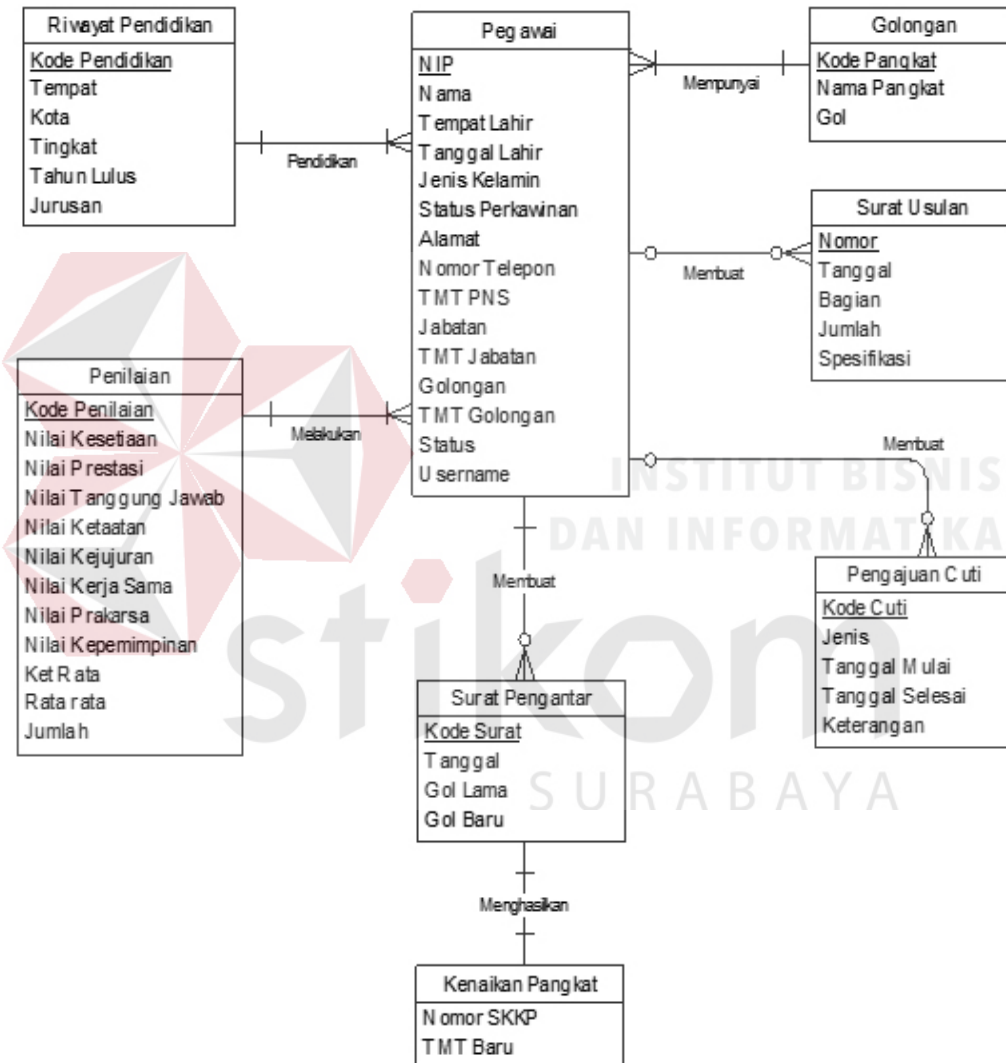 Riwayat Pendidikan
Kode Pendidikan
Tempat
Kota
Tingkat
Tahun Lulus
Jurusan
Pendidikan
Pegawai
NIP
Nama
Tempat Lahir
Tanggal Lahir
Jenis Kelamin
Status Perkawinan
Alamat
Nomor Telepon
TMT PNS
Jabatan
TMT Jabatan
Golongan
TMT Golongan
Status
Username
Mempunyai
Golongan
Kode Pangkat
Nama Pangkat
Gol
Membuat
Surat Usulan
Nomor
Tanggal
Bagian
Jumlah
Spesifikasi
Penilaian
Kode Penilaian
Nilai Kesetiaan
Nilai Prestasi
Nilai Tanggung Jawab
Nilai Ketaatan
Nilai Kejujuran
Nilai Kerja Sama
Nilai Prakarsa
Nilai Kepemimpinan
Ket Rata
Rata rata
Jumlah
Melakukan
Membuat
Pengajuan Cuti
Kode Cuti
Jenis
Tanggal Mulai
Tanggal Selesai
Keterangan
Membuat
Surat Pengantar
Kode Surat
Tanggal
Gol Lama
Gol Baru
Menghasilkan
Kenaikan Pangkat
Nomor SKKP
TMT Baru
INSTITUT BISNIS
DAN INFORMATIKA
stikom
SURABAYA